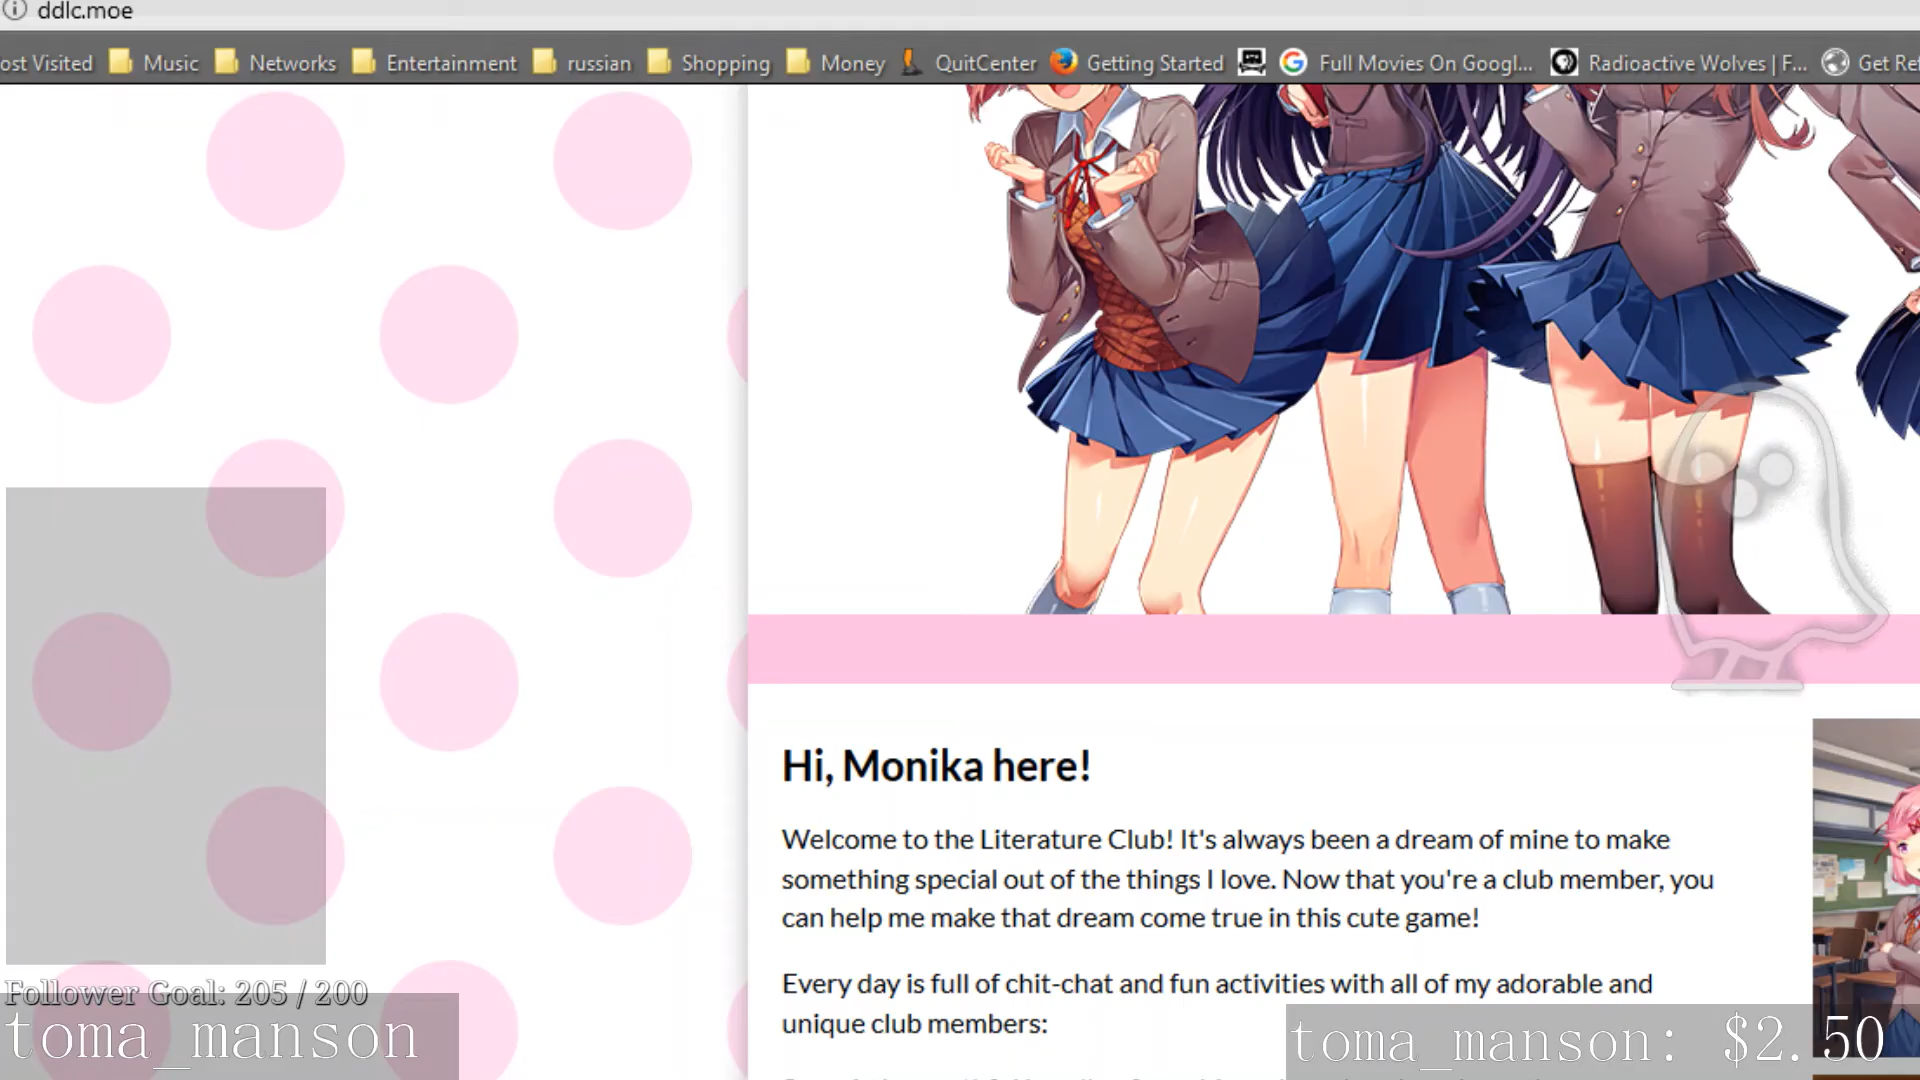 ddlc.moe
ost Visited Music Networks Entertainment russian Shopping Money QuitCenter Getting Started Full Movies On Googl... Radioactive Wolves | F... Get Ref
Hi, Monika here!
Welcome to the Literature Club! It's always been a dream of mine to make
something special out of the things I love. Now that you're a club member, you
can help me make that dream come true in this cute game!
Every day is full of chit-chat and fun activities with all of my adorable and
unique club members:
Follower Goal: 205 / 200
toma_manson
toma_manson: $2.50